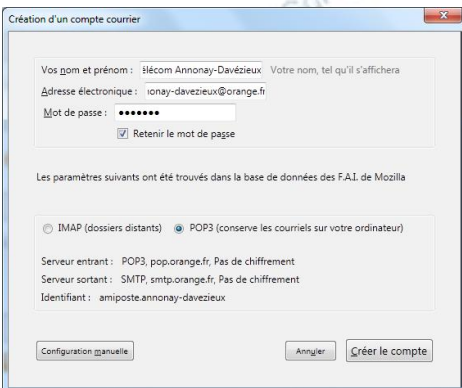 Création d'un compte courrier
Vos nom et prénom : élécom Annonay-Davézieux Votre nom, tel qu'il s'affichera
Adresse électronique : ionay-davezieux@orange.fr
Mot de passe : •••••••
Retenir le mot de passe
Les paramètres suivants ont été trouvés dans la base de données des F.A.I. de Mozilla
IMAP (dossiers distants) POP3 (conserve les courriels sur votre ordinateur)
Serveur entrant : POP3, pop.orange.fr, Pas de chiffrement
Serveur sortant : SMTP, smtp.orange.fr, Pas de chiffrement
Identifiant : amiposte.annonay-davezieux
Configuration manuelle Annuler Créer le compte